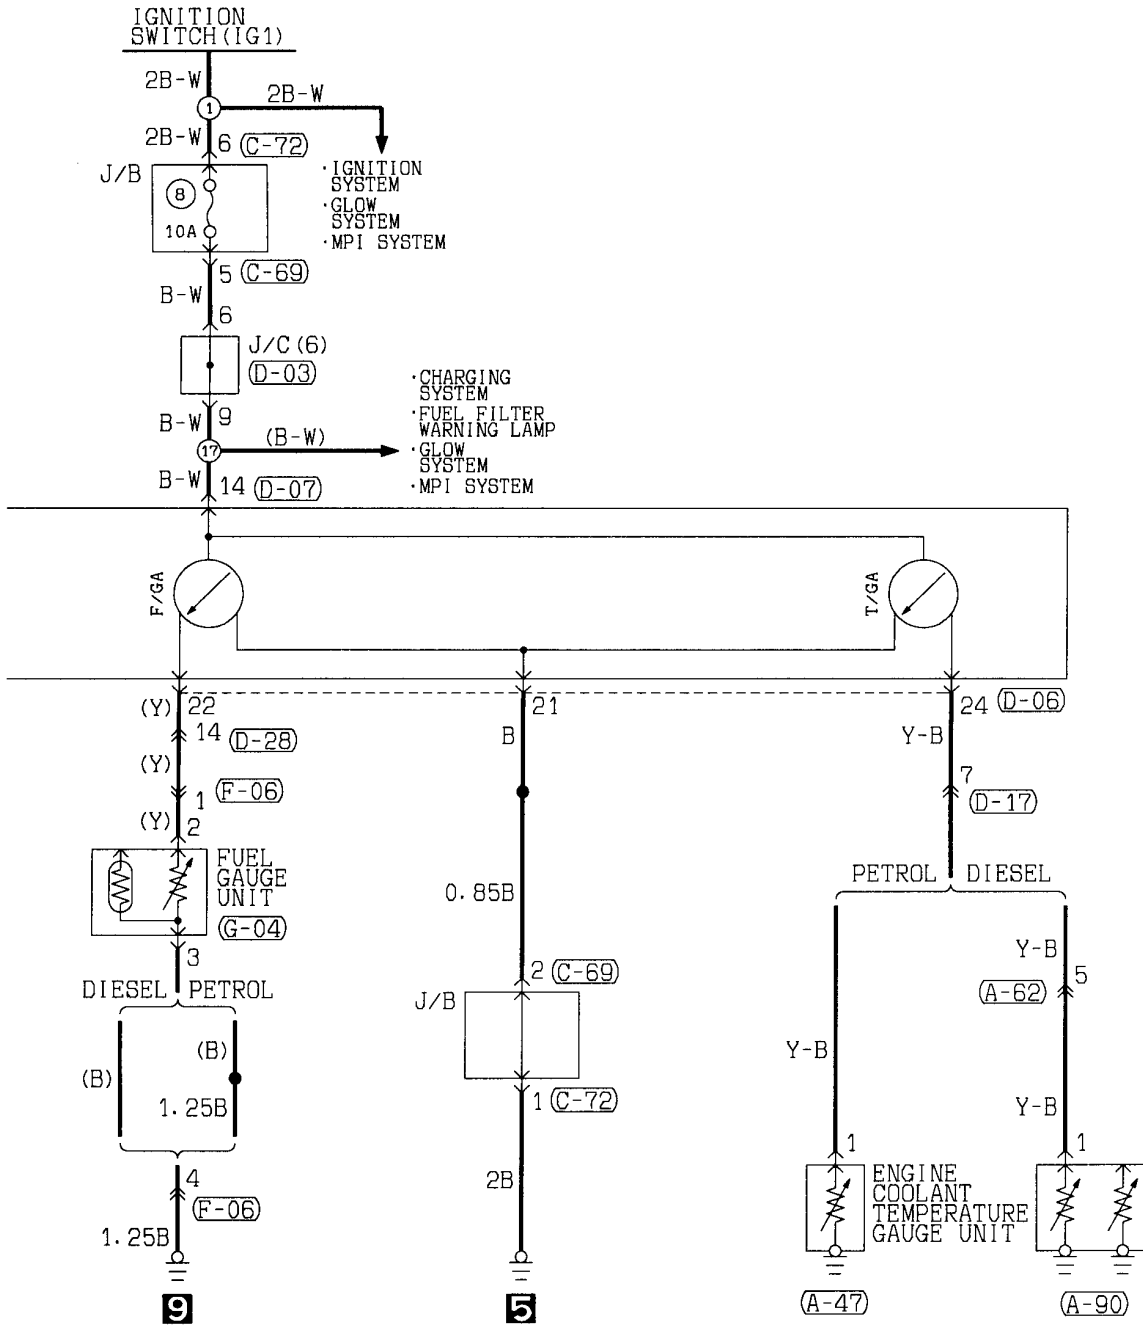 IGNITION
SWITCH(IG1)
2B-W
1
2B-W
2B-W
6
C-72
J/B
8
10A
·IGNITION
SYSTEM
·GLOW
SYSTEM
·MPI SYSTEM
5
C-69
B-W
6
J/C(6)
D-03
9
B-W
17
(B-W)
·CHARGING
SYSTEM
·FUEL FILTER
WARNING LAMP
·GLOW
SYSTEM
·MPI SYSTEM
B-W
14
D-07
F/GA
T/GA
(Y)
22
21
24
D-06
14
D-28
B
Y-B
(Y)
1
F-06
7
D-17
(Y)
2
FUEL
GAUGE
UNIT
G-04
0.85B
PETROL
DIESEL
3
2
C-69
Y-B
5
A-62
DIESEL
PETROL
J/B
(B)
(B)
1.25B
Y-B
1
C-72
Y-B
1
1
4
F-06
2B
ENGINE
COOLANT
TEMPERATURE
GAUGE UNIT
1.25B
9
5
A-47
A-90